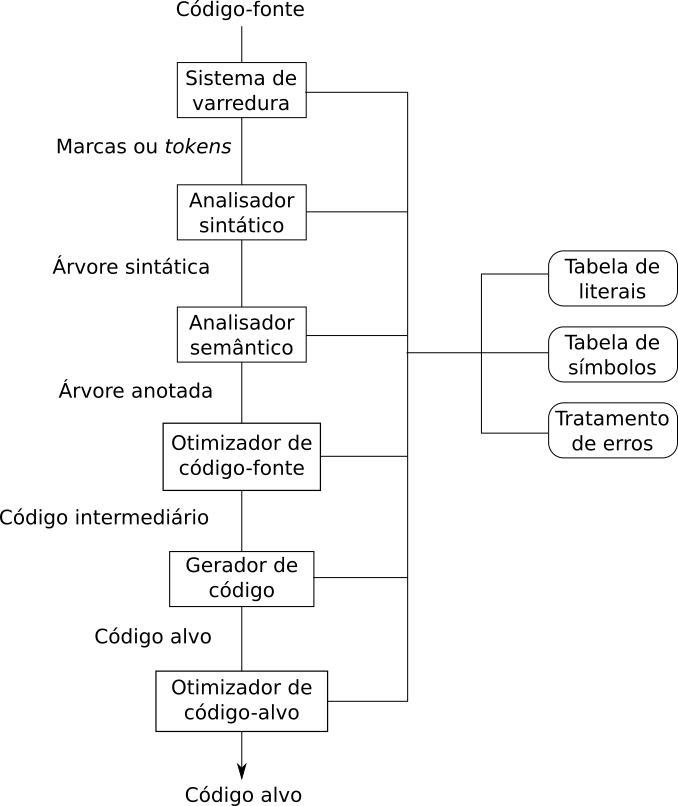 Código-fonte
Sistema de
varredura
Marcas ou tokens
Analisador
sintático
Árvore sintática
Analisador
semântico
Árvore anotada
Otimizador de
código-fonte
Código intermediário
Gerador de
código
Código alvo
Otimizador de
código-alvo
Código alvo
Tabela de
literais
Tabela de
símbolos
Tratamento
de erros